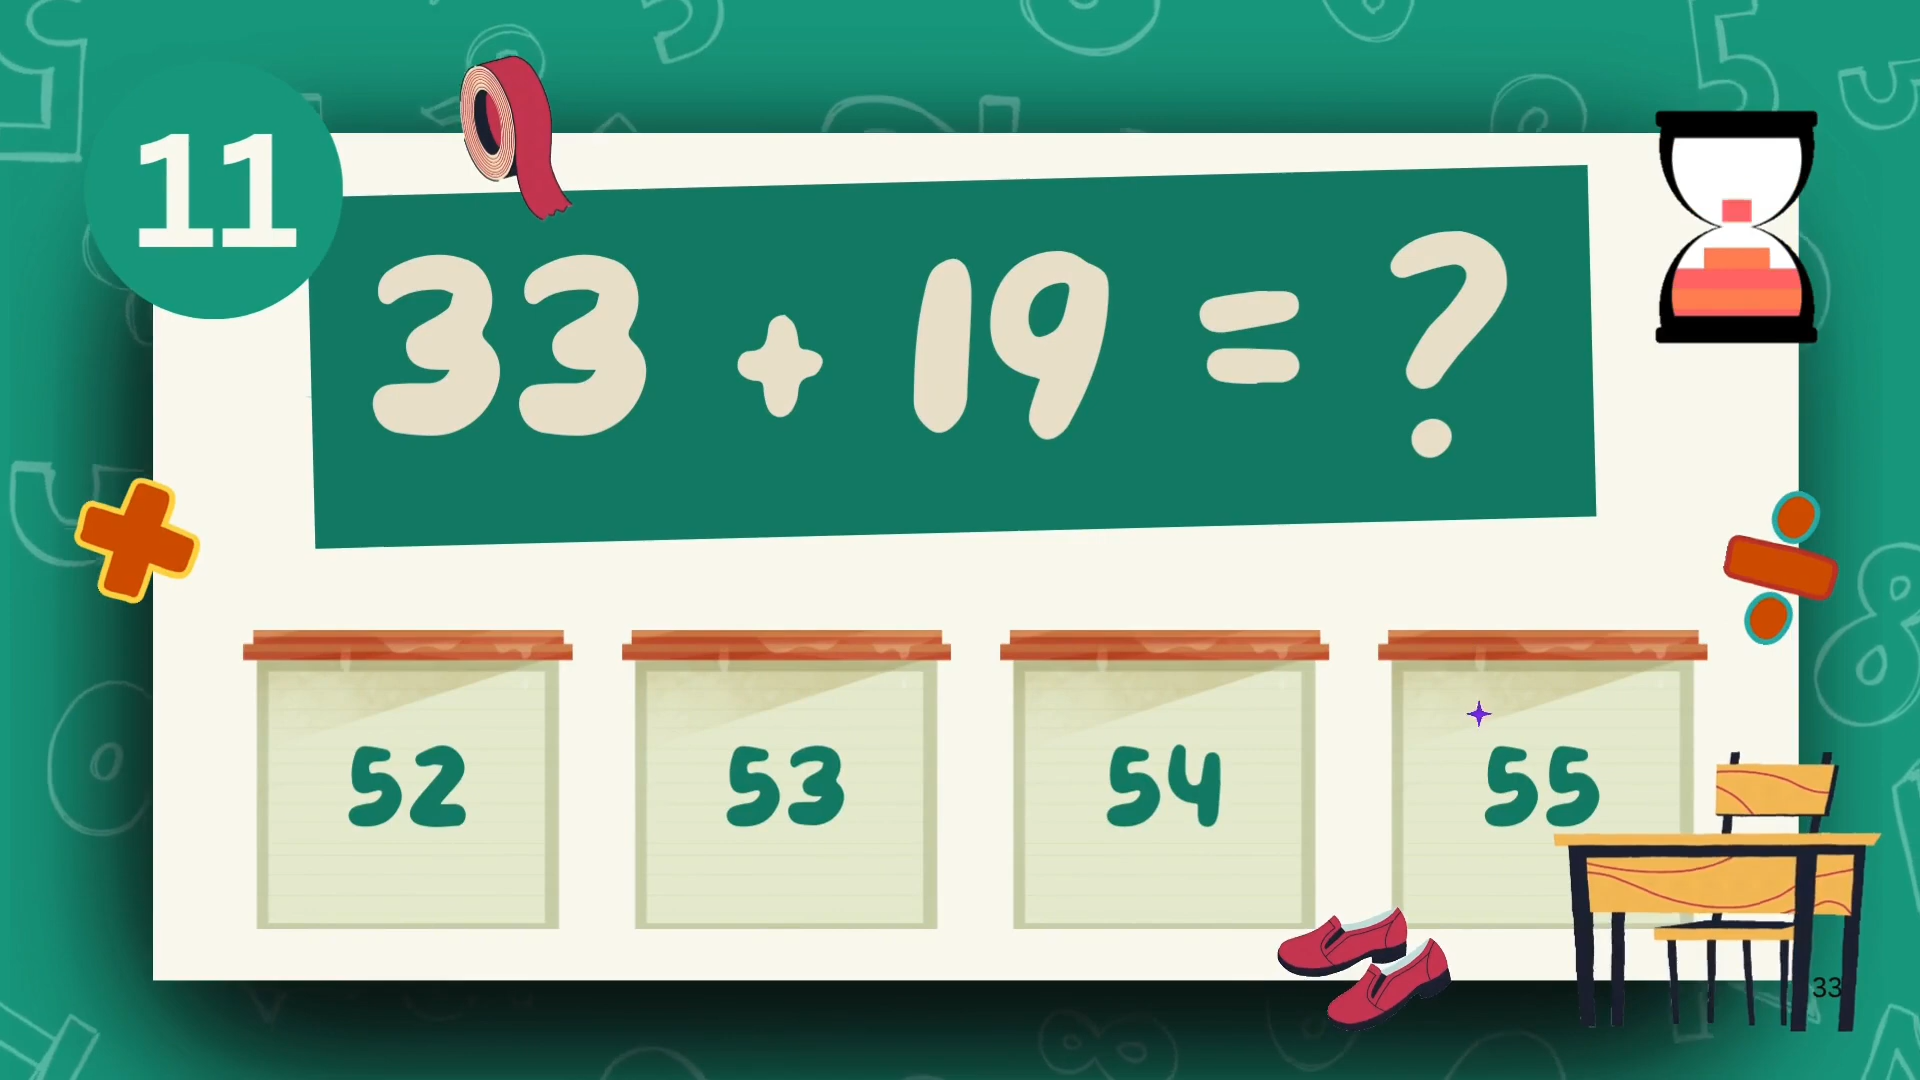 11
33 + 19 = ?
52 53 54 55
33